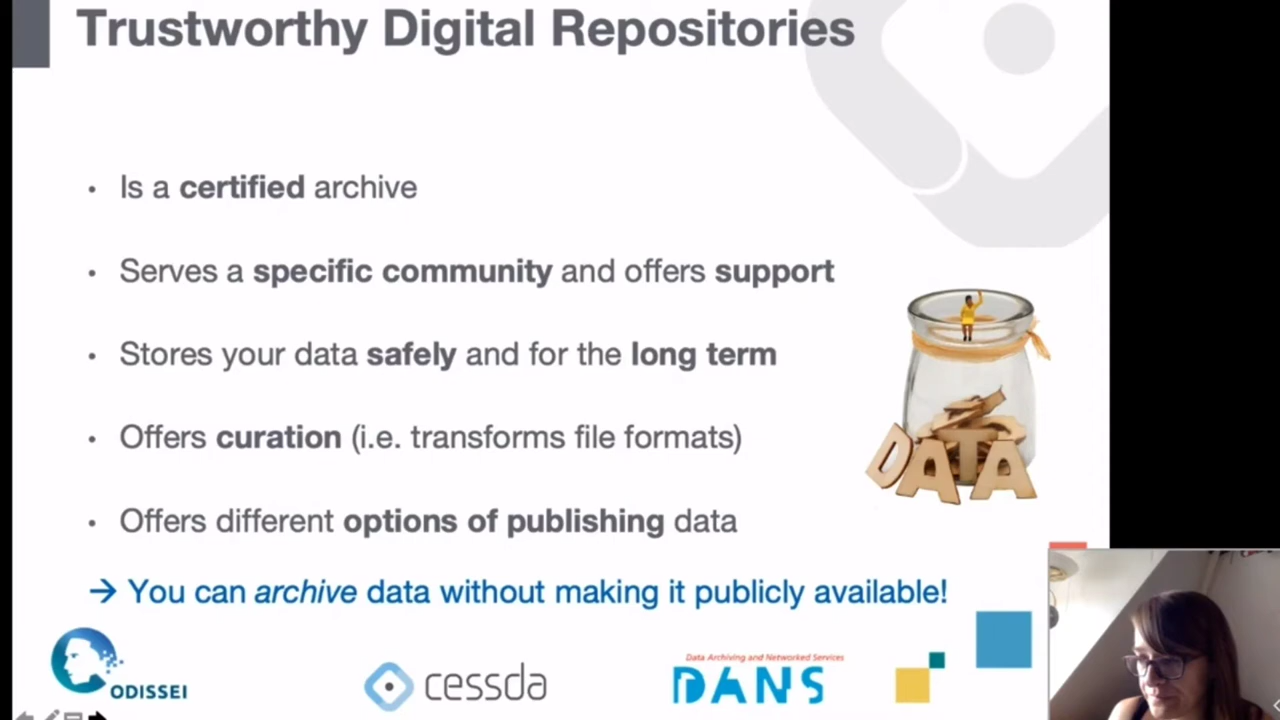 Trustworthy Digital Repositories
• Is a certified archive
• Serves a specific community and offers support
• Stores your data safely and for the long term
• Offers curation (i.e. transforms file formats)
• Offers different options of publishing data
DATA
→ You can archive data without making it publicly available!
ODISSEI
cessda
Data Archiving and Networked Services
DANS